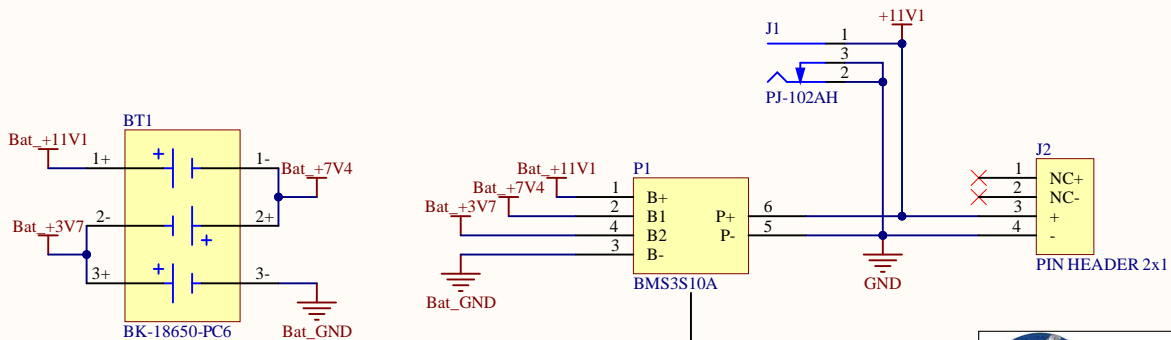 J1
+11V1
1
3
2
PJ-102AH
BT1
Bat_+11V1
1+
1-
Bat_+7V4
2-
2+
Bat_+3V7
3+
3-
Bat_GND
BK-18650-PC6
P1
Bat_+11V1
1
B+
Bat_+7V4
2
B1
P+
6
Bat_+3V7
4
B2
P-
5
3
B-
Bat_GND
BMS3S10A
GND
J2
1
NC+
2
NC-
3
+
4
-
PIN HEADER 2x1